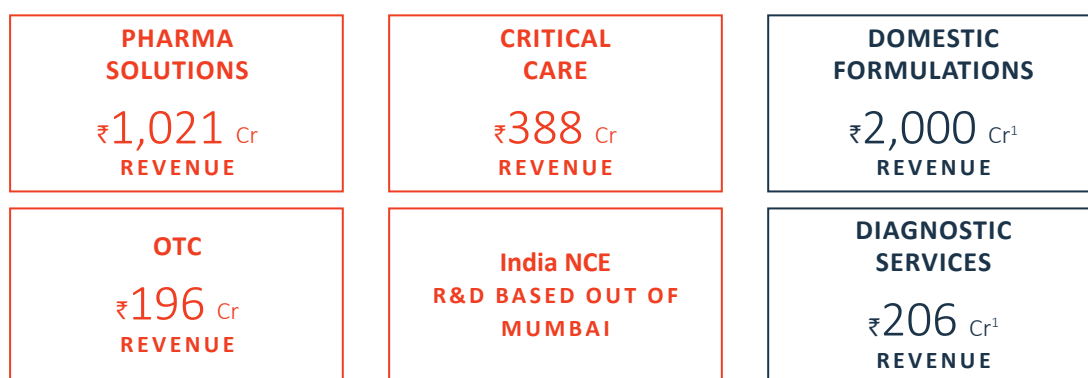 PHARMA
SOLUTIONS
₹1,021 Cr
REVENUE
CRITICAL
CARE
₹388 Cr
REVENUE
DOMESTIC
FORMULATIONS
₹2,000 Cr¹
REVENUE
OTC
₹196 Cr
REVENUE
India NCE
R&D BASED OUT OF
MUMBAI
DIAGNOSTIC
SERVICES
₹206 Cr¹
REVENUE